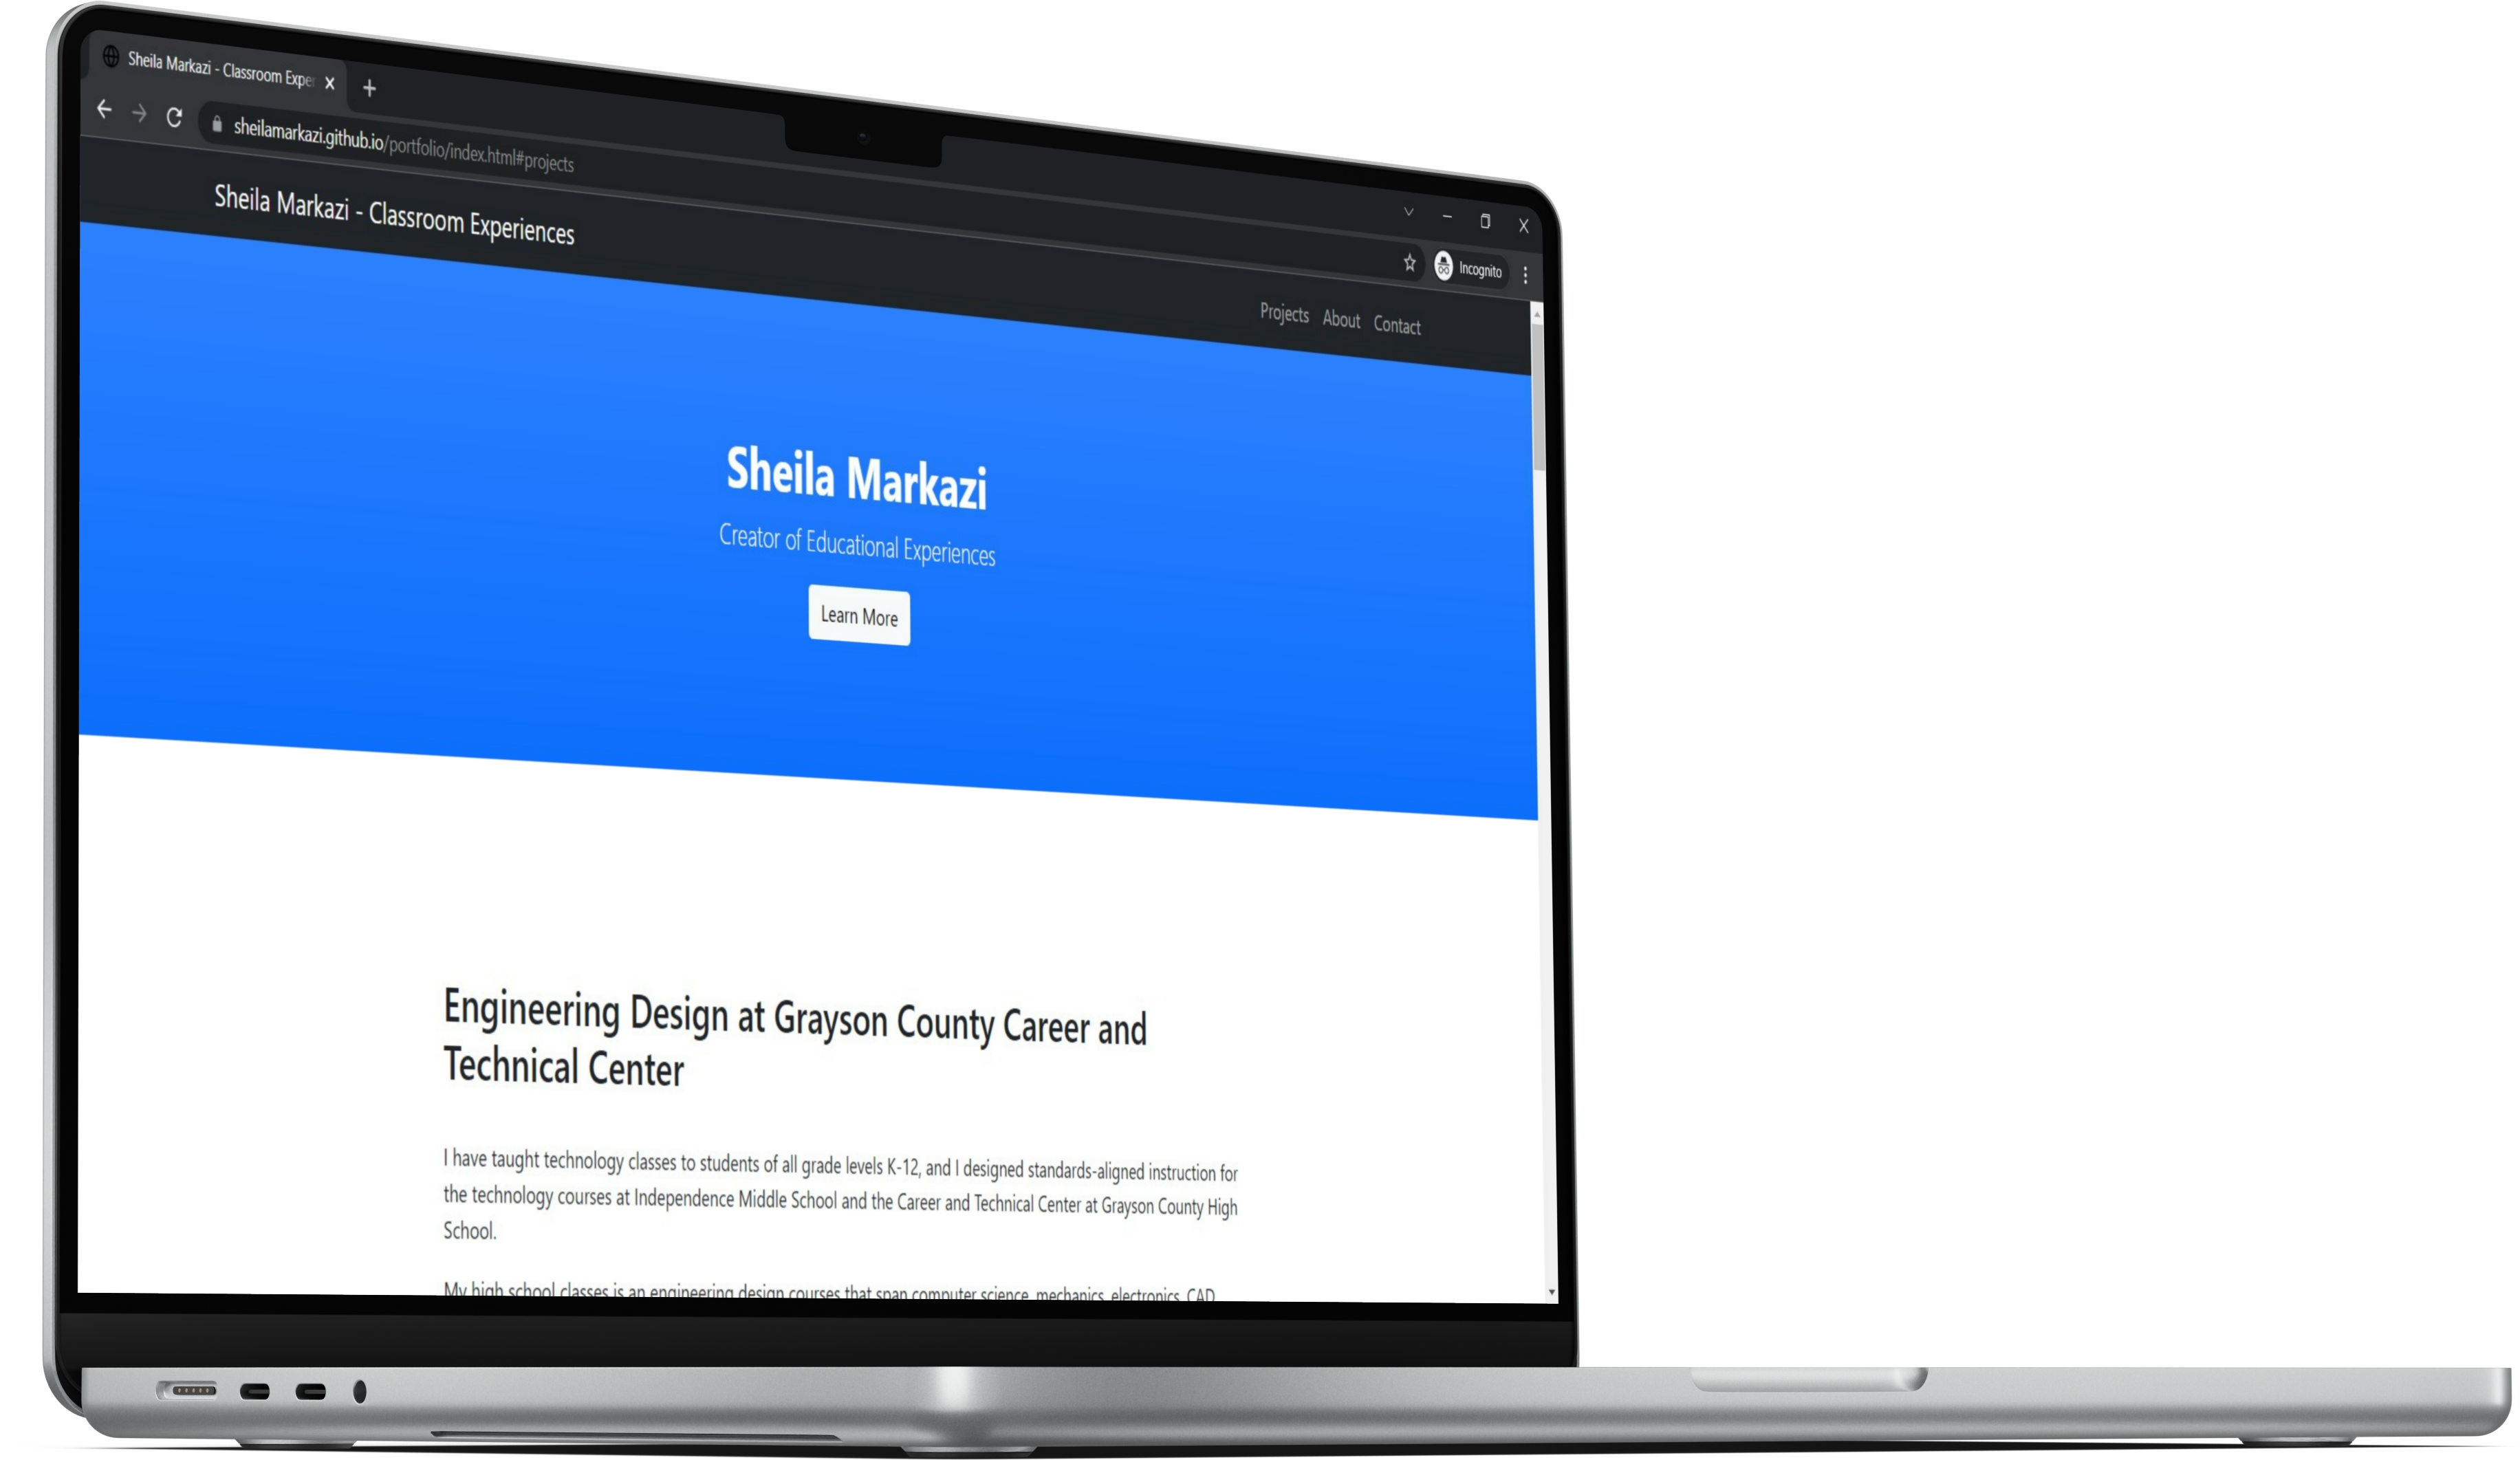 Sheila Markazi - Classroom Exper
sheilamarkazi.github.io/portfolio/index.html#projects
Incognito
Sheila Markazi - Classroom Experiences
Projects About Contact
Sheila Markazi
Creator of Educational Experiences
Learn More
Engineering Design at Grayson County Career and
Technical Center
I have taught technology classes to students of all grade levels K-12, and I designed standards-aligned instruction for
the technology courses at Independence Middle School and the Career and Technical Center at Grayson County High
School.
My high school classes is an engineering design courses that span computer science, mechanics, electronics, CAD,